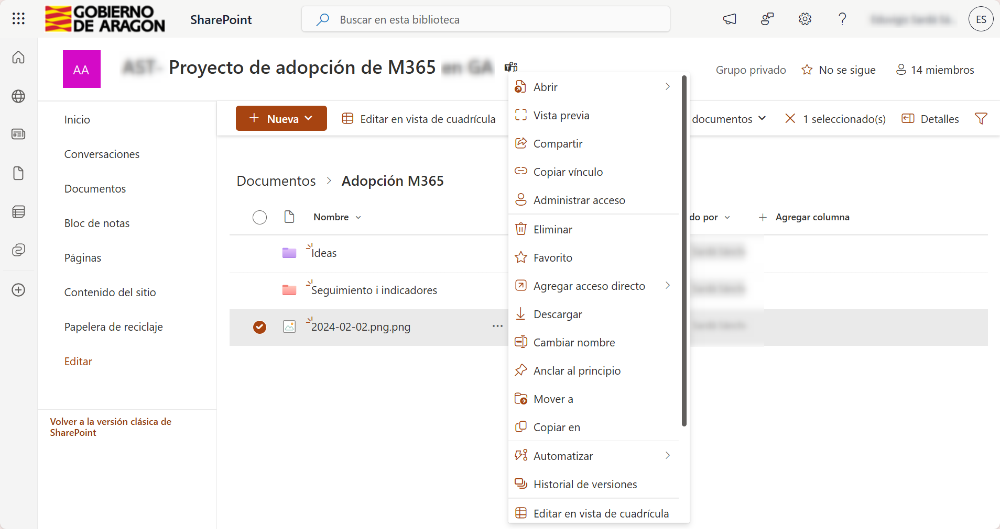 GOBIERNO
DE ARAGON
SharePoint
Buscar en esta biblioteca
ES
AA
AST- Proyecto de adopción de M365 en GA
Grupo privado
No se sigue
14 miembros
Inicio
Conversaciones
Documentos
Bloc de notas
Páginas
Contenido del sitio
Papelera de reciclaje
Editar
Volver a la versión clásica de
SharePoint
Nueva
Editar en vista de cuadrícula
documentos
1 seleccionado(s)
Detalles
Documentos > Adopción M365
Nombre
do por
Agregar columna
Ideas
Seguimiento i indicadores
2024-02-02.png.png
Abrir
Vista previa
Compartir
Copiar vínculo
Administrar acceso
Eliminar
Favorito
Agregar acceso directo
Descargar
Cambiar nombre
Anclar al principio
Mover a
Copiar en
Automatizar
Historial de versiones
Editar en vista de cuadrícula